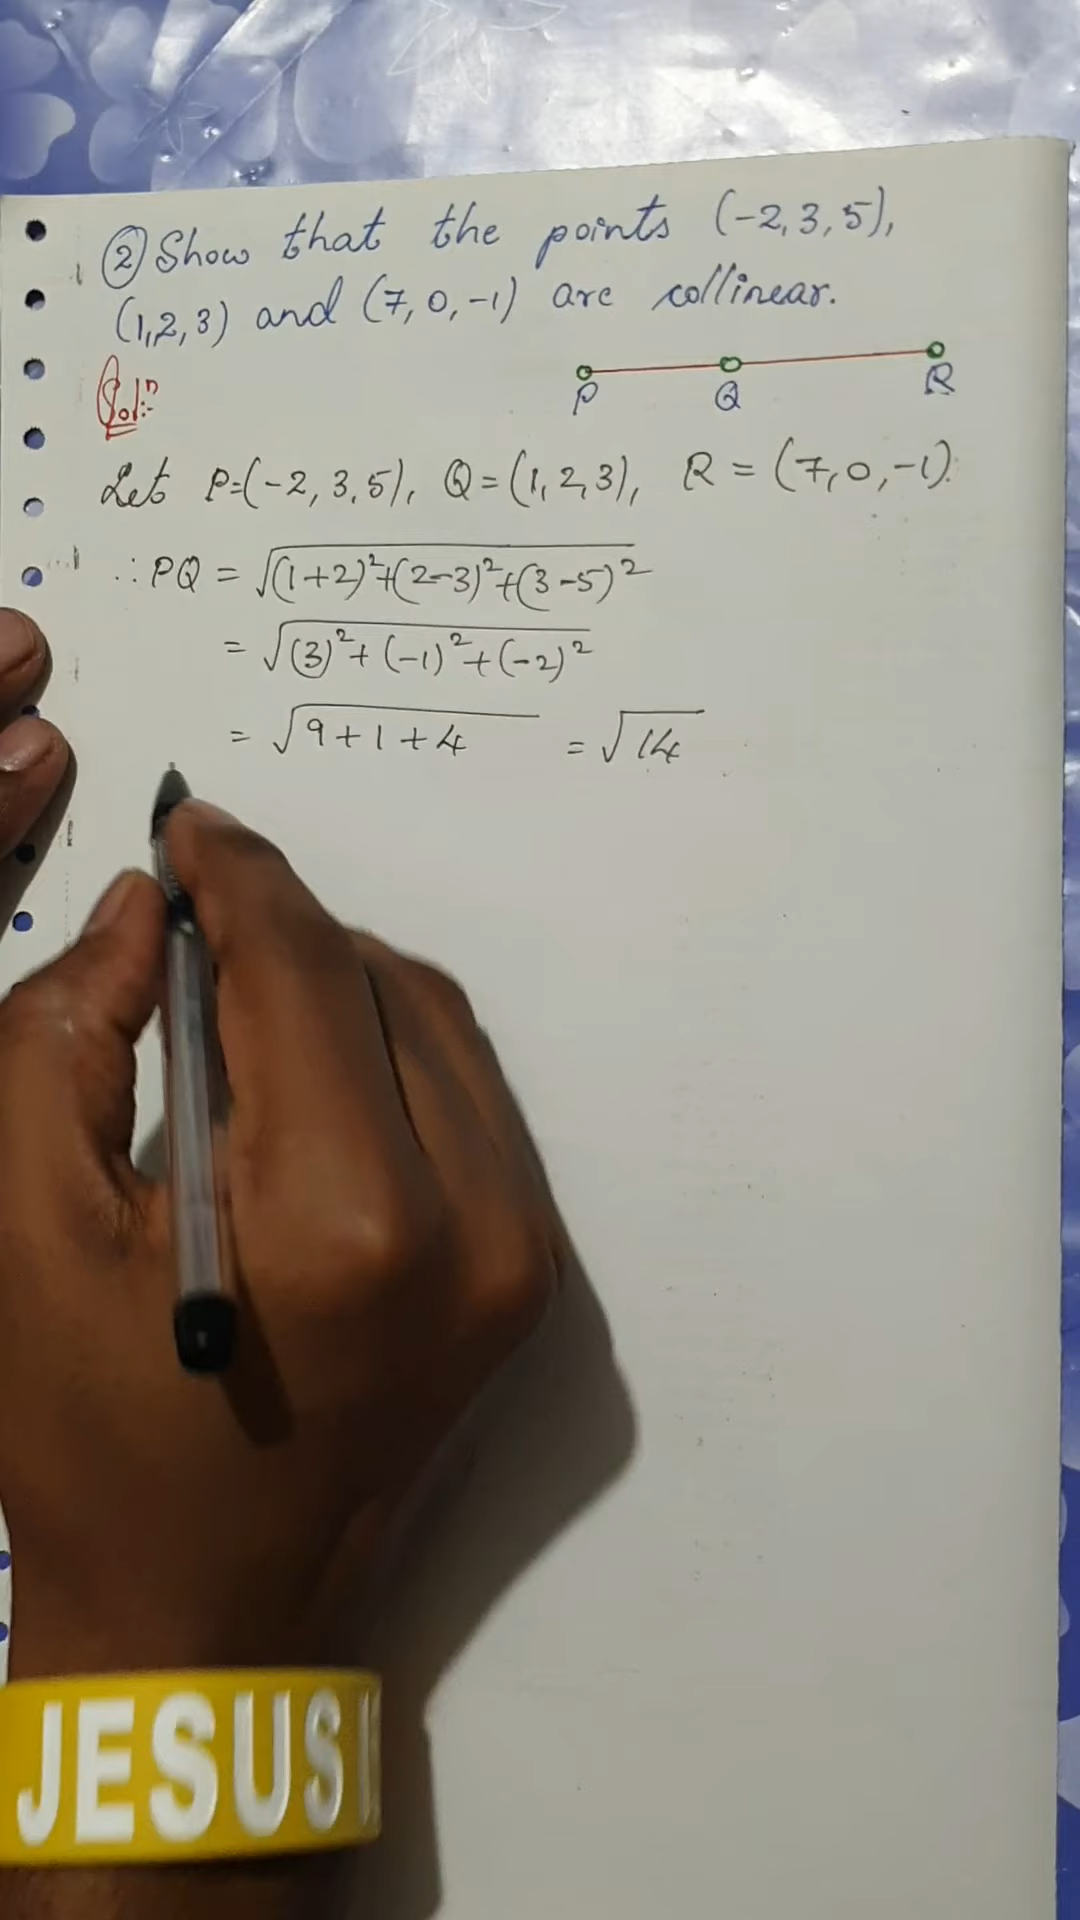 ② Show that the points (-2,3,5),
(1,2,3) and (7,0,-1) are collinear.
Solⁿ:-
P Q R
Let P=(-2,3,5), Q=(1,2,3), R=(7,0,-1).
∴ PQ = √(1+2)²+(2-3)²+(3-5)²
= √(3)²+(-1)²+(-2)²
= √9+1+4 = √14
JESUS